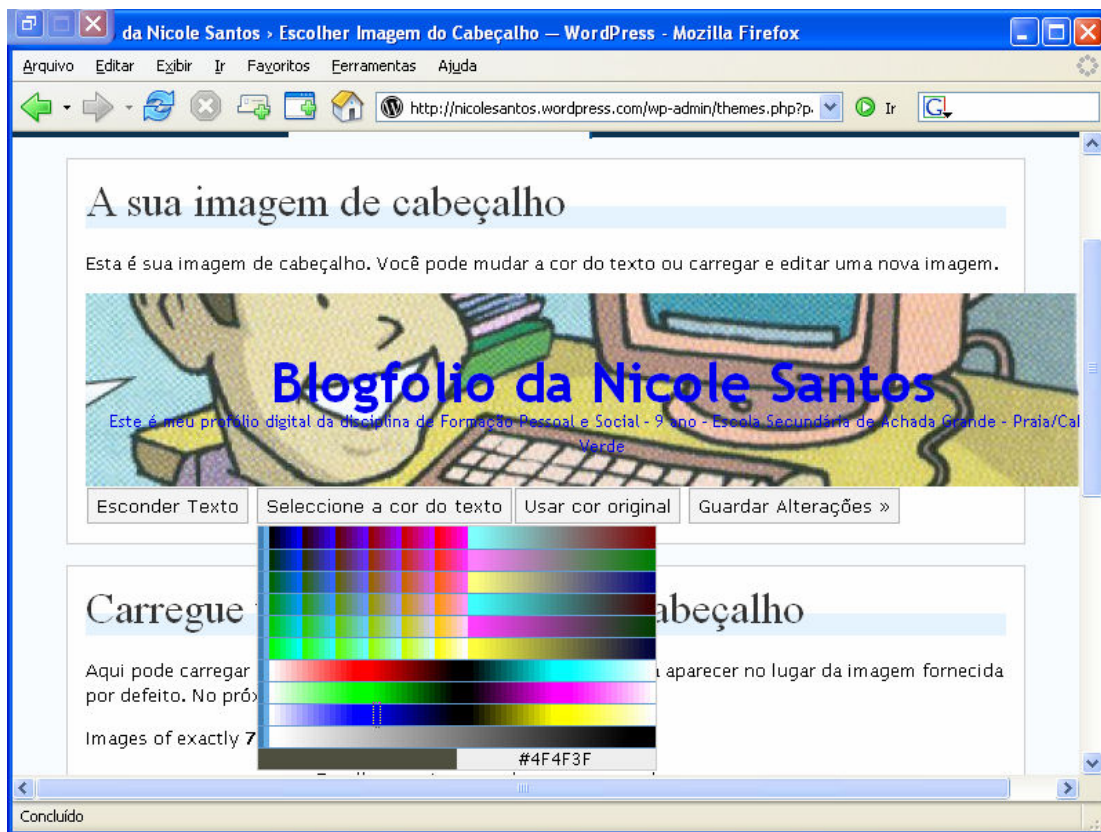 da Nicole Santos › Escolher Imagem do Cabeçalho — WordPress - Mozilla Firefox
Arquivo Editar Exibir Ir Favoritos Ferramentas Ajuda
http://nicolesantos.wordpress.com/wp-admin/themes.php?p. Ir G
A sua imagem de cabeçalho
Esta é sua imagem de cabeçalho. Você pode mudar a cor do texto ou carregar e editar uma nova imagem.
Blogfólio da Nicole Santos
Este é meu profólio digital da disciplina de Formação Pessoal e Social - 9 ano - Escola Secundária de Achada Grande - Praia/Cal
Verde
Esconder Texto Seleccione a cor do texto Usar cor original Guardar Alterações »
Carregue abeçalho
Aqui pode carregar aparecer no lugar da imagem fornecida
por defeito. No próx
Images of exactly 7
#4F4F3F
Concluído